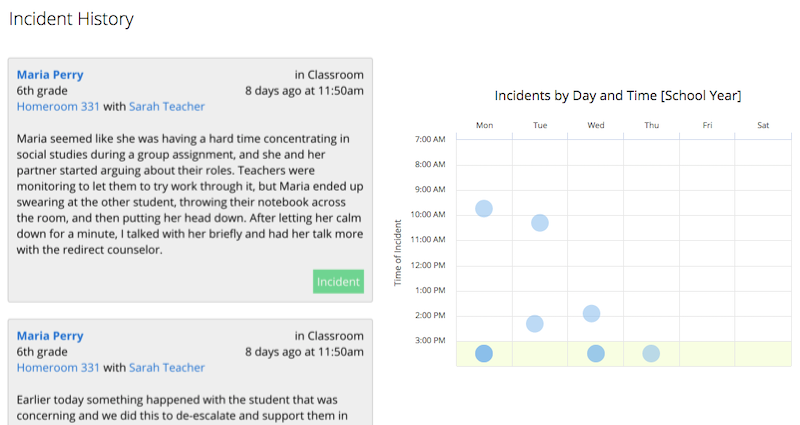 Incident History
Maria Perry
in Classroom
6th grade
8 days ago at 11:50am
Homeroom 331 with Sarah Teacher
Maria seemed like she was having a hard time concentrating in
social studies during a group assignment, and she and her
partner started arguing about their roles. Teachers were
monitoring to let them to try work through it, but Maria ended up
swearing at the other student, throwing their notebook across
the room, and then putting her head down. After letting her calm
down for a minute, I talked with her briefly and had her talk more
with the redirect counselor.
Incident
Maria Perry
in Classroom
6th grade
8 days ago at 11:50am
Homeroom 331 with Sarah Teacher
Earlier today something happened with the student that was
concerning and we did this to de-escalate and support them in
Incidents by Day and Time [School Year]
Mon Tue Wed Thu Fri Sat
Time of Incident
7:00 AM
8:00 AM
9:00 AM
10:00 AM
11:00 AM
12:00 PM
1:00 PM
2:00 PM
3:00 PM